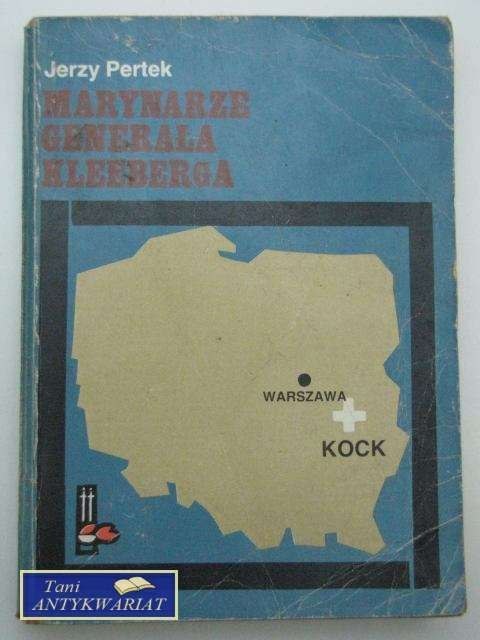 Jerzy Pertek
MARYNARZE
GENERAŁA
KLEEBERGA
WARSZAWA
KOCK
Tani
ANTYKWARIAT